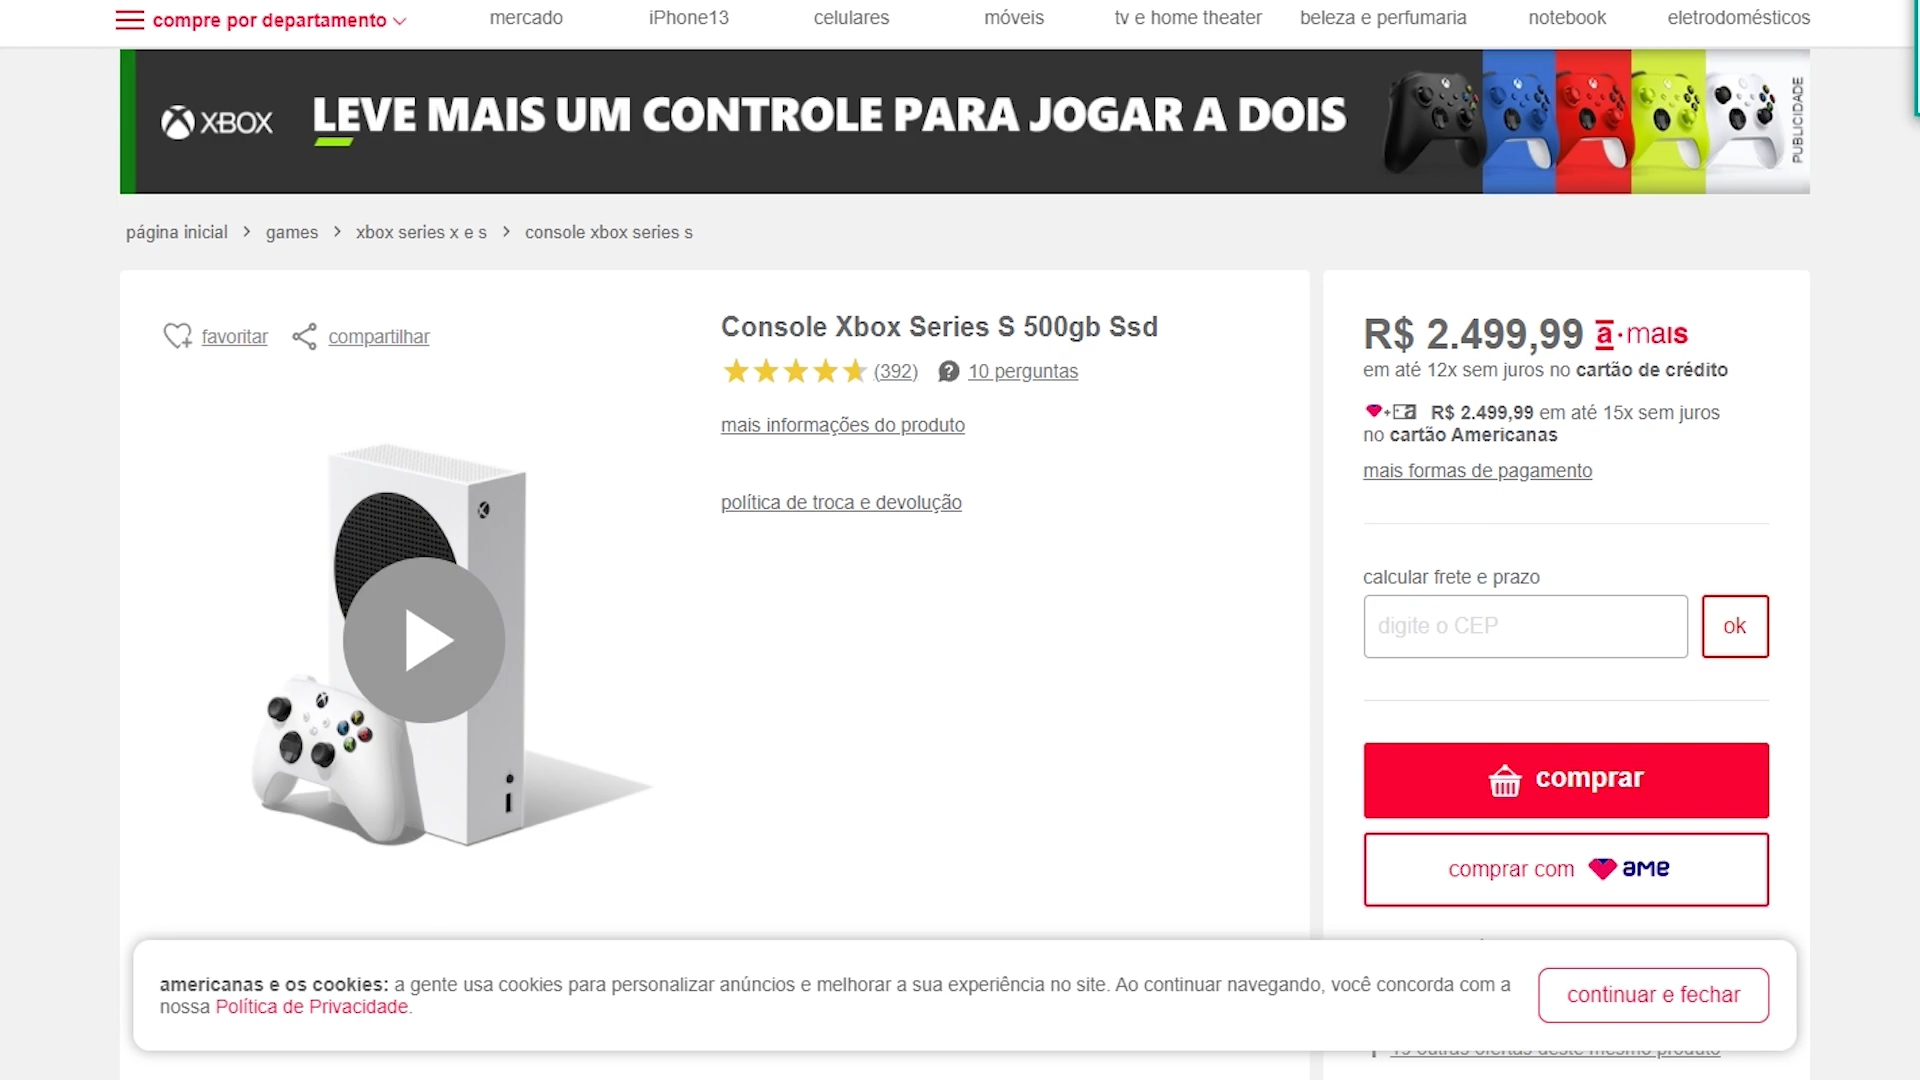 compre por departamento
mercado
iPhone13
celulares
móveis
tv e home theater
beleza e perfumaria
notebook
eletrodomésticos
XBOX
LEVE MAIS UM CONTROLE PARA JOGAR A DOIS
PUBLICIDADE
página inicial > games > xbox series x e s > console xbox series s
favoritar
compartilhar
Console Xbox Series S 500gb Ssd
(392)
10 perguntas
mais informações do produto
política de troca e devolução
R$ 2.499,99 a·mais
em até 12x sem juros no cartão de crédito
R$ 2.499,99 em até 15x sem juros
no cartão Americanas
mais formas de pagamento
calcular frete e prazo
digite o CEP
ok
comprar
comprar com ame
americanas e os cookies: a gente usa cookies para personalizar anúncios e melhorar a sua experiência no site. Ao continuar navegando, você concorda com a
nossa Política de Privacidade.
continuar e fechar
outras ofertas deste mesmo produto